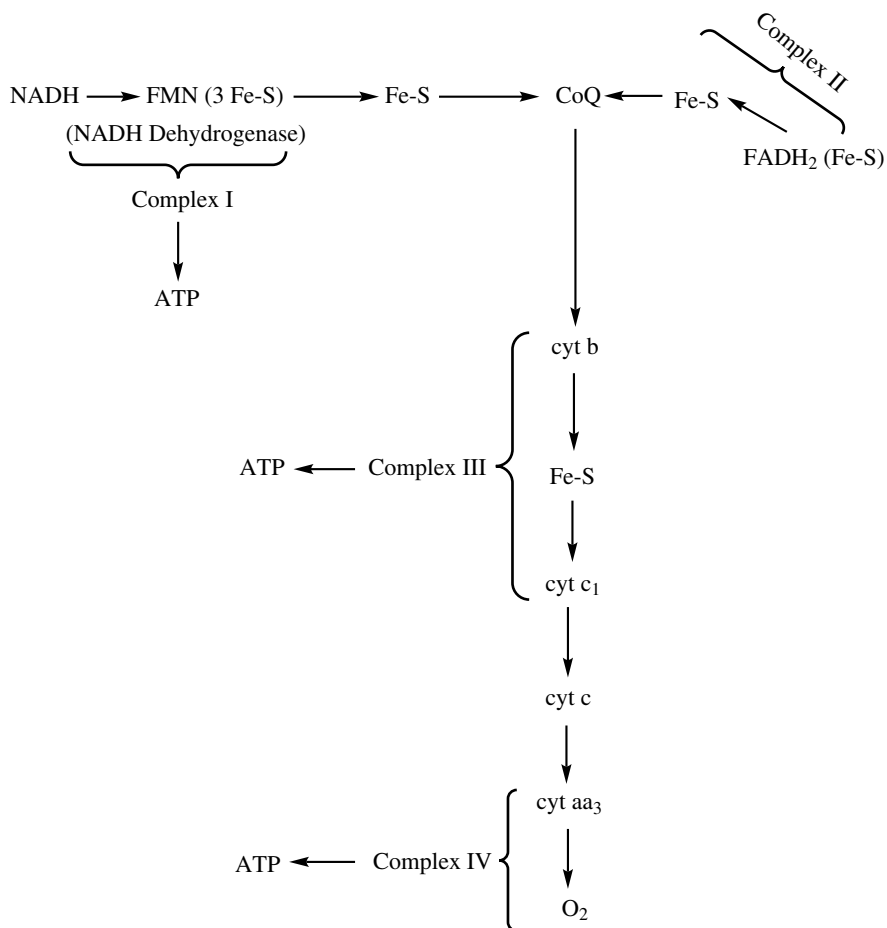 NADH FMN (3 Fe-S) Fe-S CoQ Fe-S
Complex II
FADH₂ (Fe-S)
(NADH Dehydrogenase)
Complex I
ATP
cyt b
ATP Complex III Fe-S
cyt c₁
cyt c
cyt aa₃
ATP Complex IV
O₂